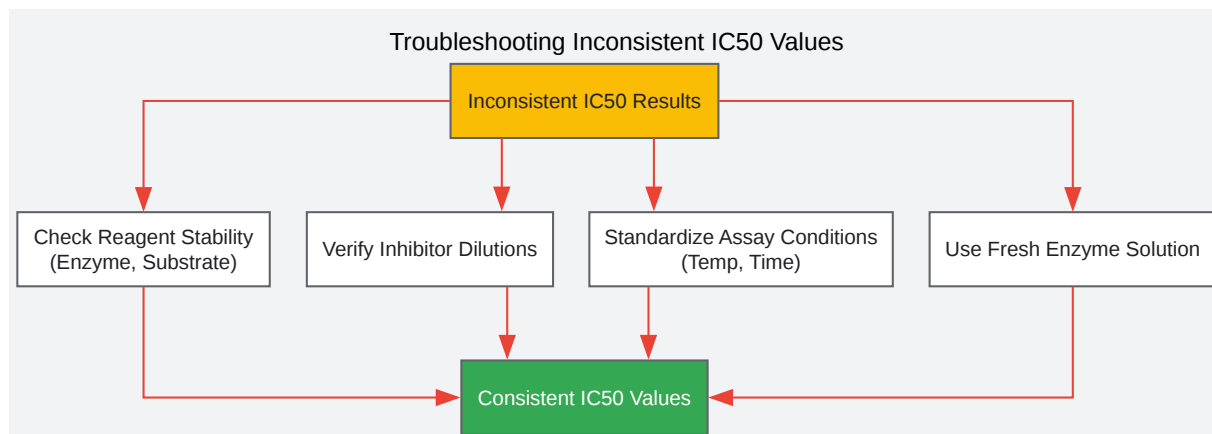 Troubleshooting Inconsistent IC50 Values
Inconsistent IC50 Results
Check Reagent Stability
(Enzyme, Substrate)
Verify Inhibitor Dilutions
Standardize Assay Conditions
(Temp, Time)
Use Fresh Enzyme Solution
Consistent IC50 Values